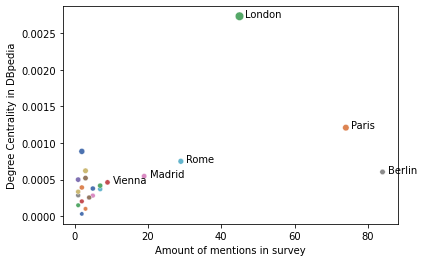 Degree Centrality in DBpedia
0.0025
0.0020
0.0015
0.0010
0.0005
0.0000
London
Paris
Rome
Madrid
Berlin
Vienna
0
20
40
60
80
Amount of mentions in survey